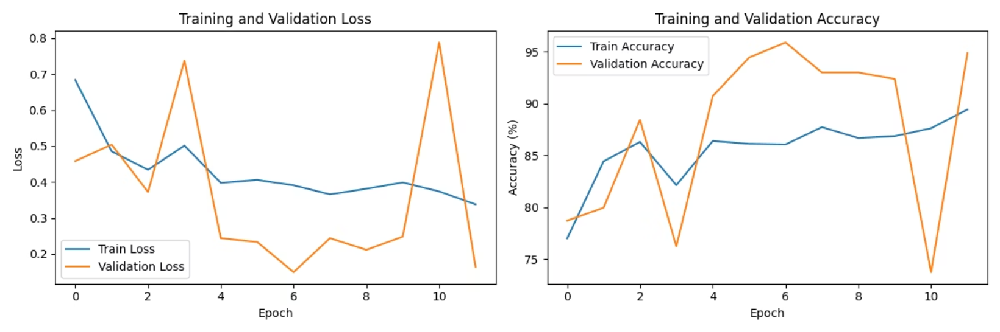 Training and Validation Loss
Loss
0.8
0.7
0.6
0.5
0.4
0.3
0.2
Train Loss
Validation Loss
0 2 4 6 8 10
Epoch
Training and Validation Accuracy
Accuracy (%)
95
90
85
80
75
Train Accuracy
Validation Accuracy
0 2 4 6 8 10
Epoch